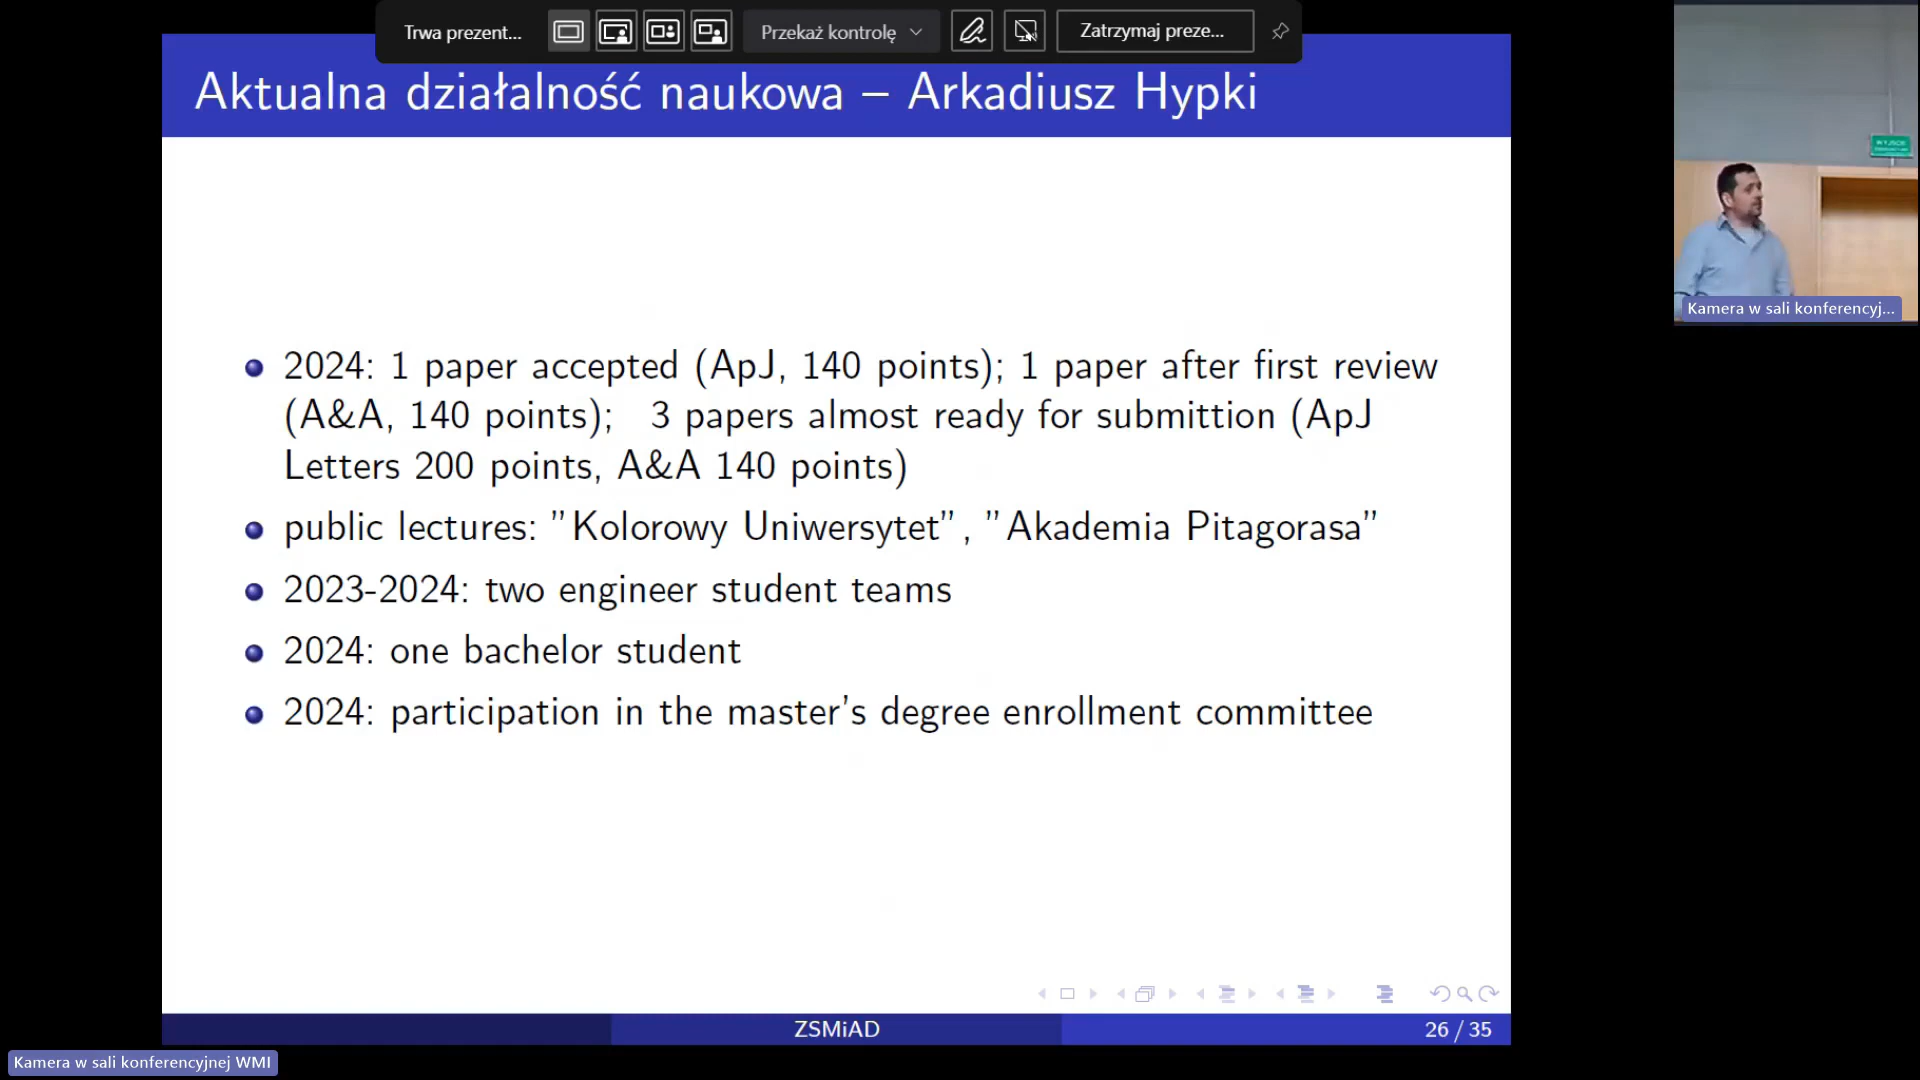 Trwa prezent...
Przekaż kontrolę
Zatrzymaj preze...
Aktualna działalność naukowa – Arkadiusz Hypki
WYJŚCIE
Kamera w sali konferencyj...
2024: 1 paper accepted (ApJ, 140 points); 1 paper after first review
(A&A, 140 points);   3 papers almost ready for submittion (ApJ
Letters 200 points, A&A 140 points)
public lectures: "Kolorowy Uniwersytet", "Akademia Pitagorasa"
2023-2024: two engineer student teams
2024: one bachelor student
2024: participation in the master's degree enrollment committee
ZSMiAD
26 / 35
Kamera w sali konferencyjnej WMI